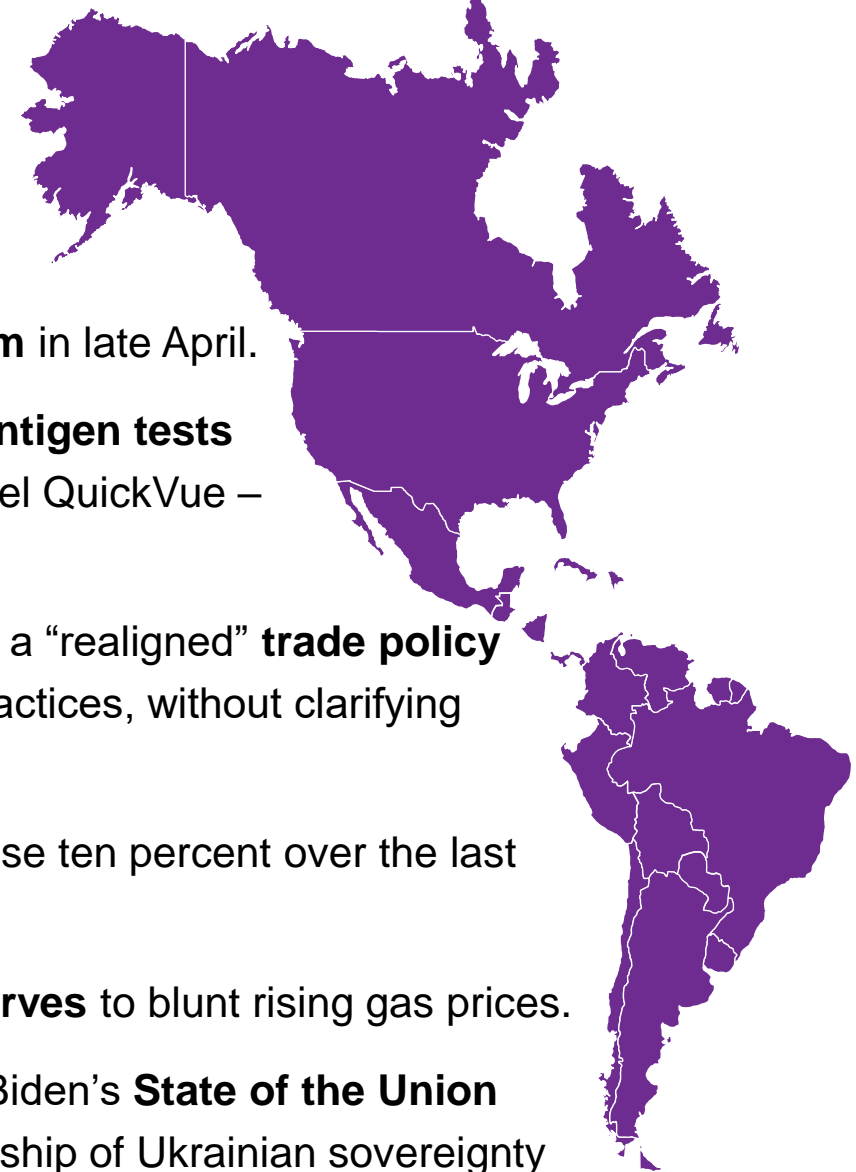 m in late April.
ntigen tests
el QuickVue –
a “realigned” trade policy
actices, without clarifying
se ten percent over the last
rves to blunt rising gas prices.
Biden’s State of the Union
ship of Ukrainian sovereignty